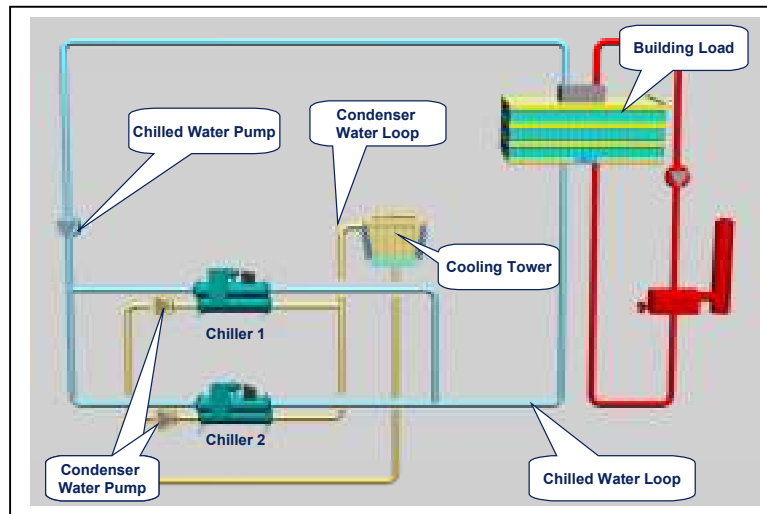 Building Load
Condenser
Water Loop
Chilled Water Pump
Cooling Tower
Chiller 1
Chiller 2
Condenser
Water Pump
Chilled Water Loop